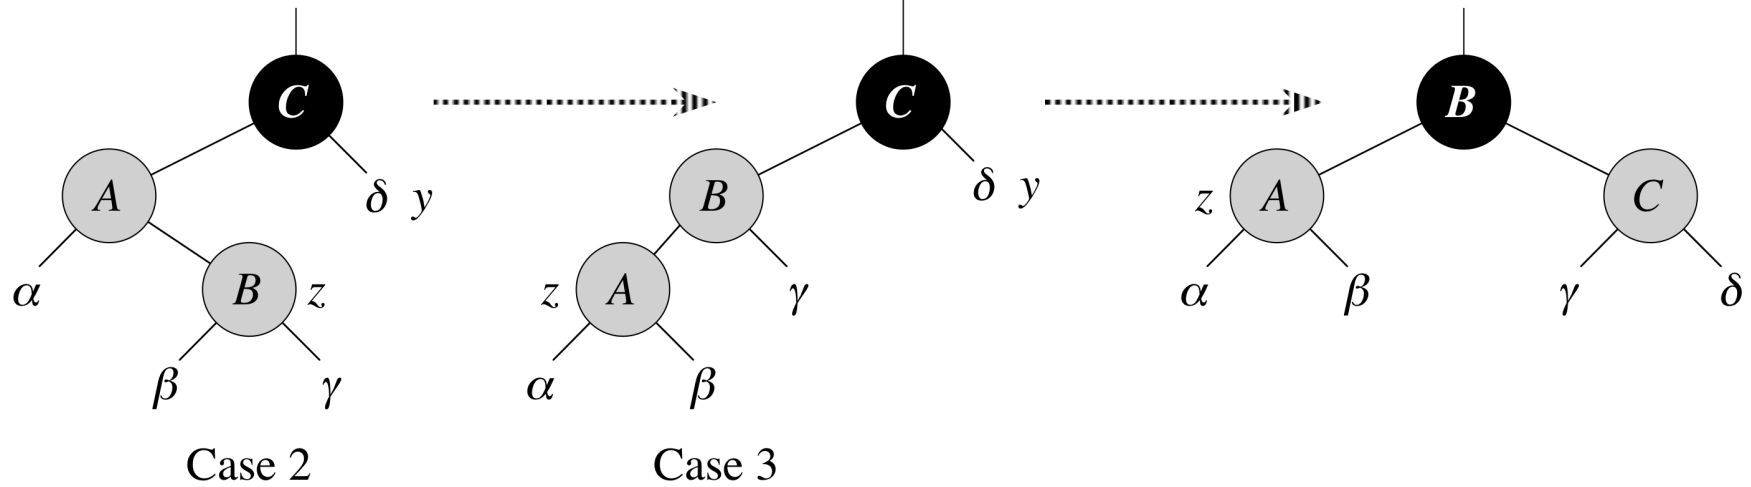 C C B
A δ y B δ y z A C
α B z z A γ α β γ δ
β γ α β
Case 2 Case 3